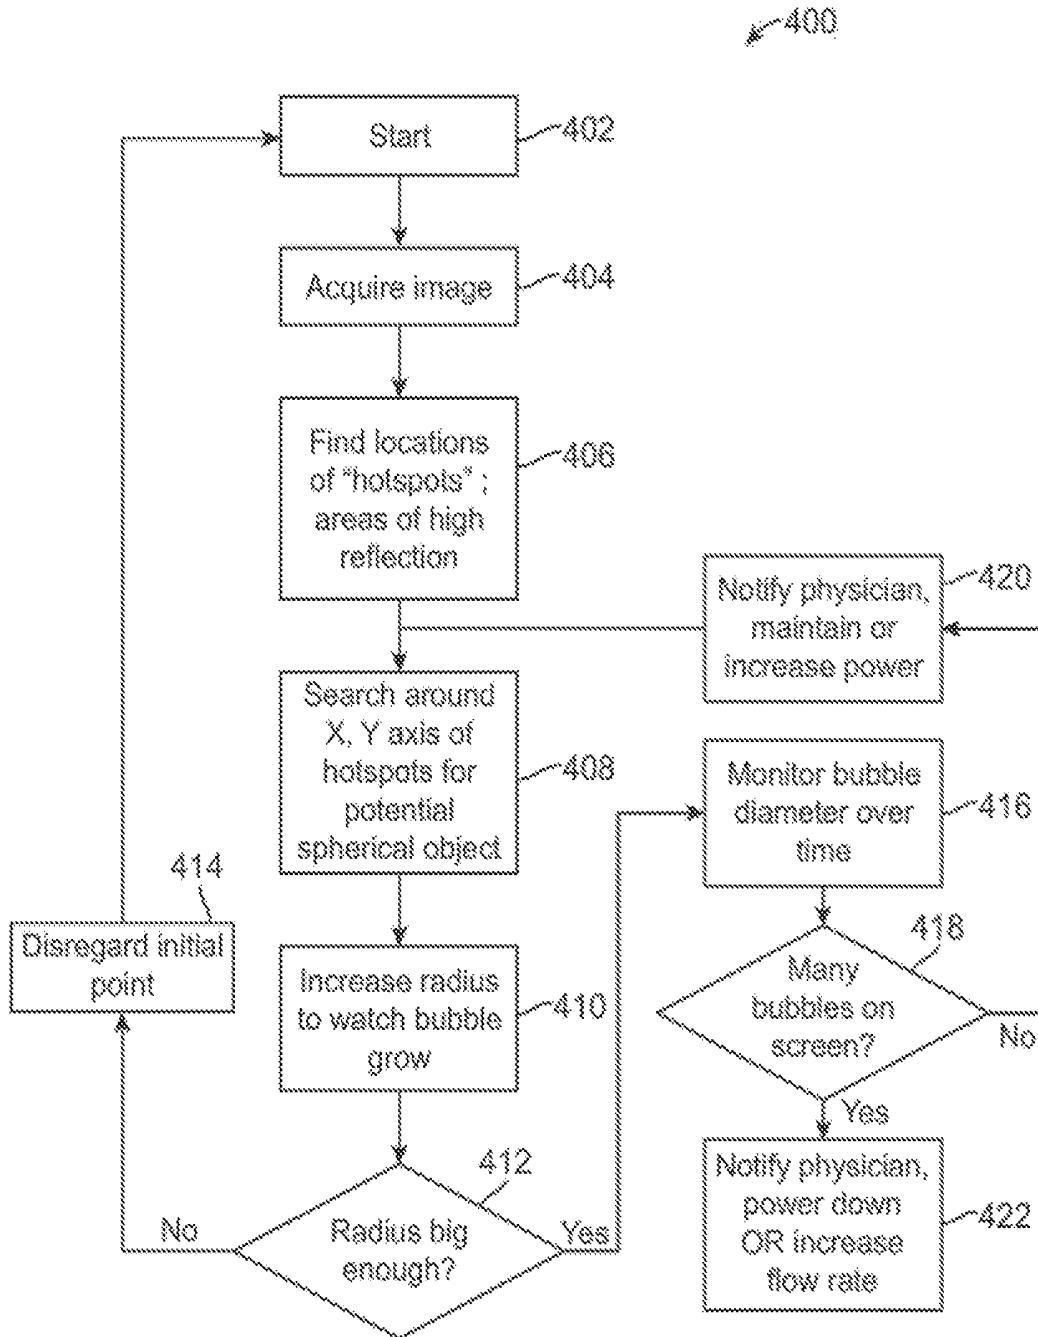 400
Start
402
Acquire image
404
Find locations
of "hotspots" ;
areas of high
reflection
406
Search around
X, Y axis of
hotspots for
potential
spherical object
408
Increase radius
to watch bubble
grow
410
Radius big
enough?
412
No
Yes
Disregard initial
point
414
Monitor bubble
diameter over
time
416
Many
bubbles on
screen?
418
No
Yes
Notify physician,
maintain or
increase power
420
Notify physician,
power down
OR increase
flow rate
422